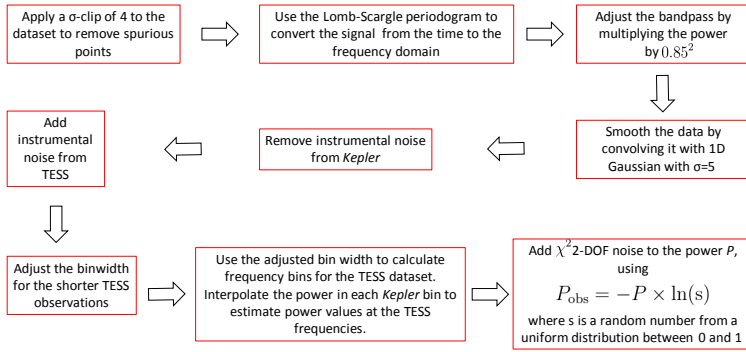 Apply a σ-clip of 4 to the
dataset to remove spurious
points
Use the Lomb-Scargle periodogram to
convert the signal from the time to the
frequency domain
Adjust the bandpass by
multiplying the power
by 0.85²
Smooth the data by
convolving it with 1D
Gaussian with σ=5
Remove instrumental noise
from Kepler
Add
instrumental
noise from
TESS
Adjust the binwidth
for the shorter TESS
observations
Use the adjusted bin width to calculate
frequency bins for the TESS dataset.
Interpolate the power in each Kepler bin to
estimate power values at the TESS
frequencies.
Add χ² 2-DOF noise to the power P,
using
P_obs = −P × ln(s)
where s is a random number from a
uniform distribution between 0 and 1